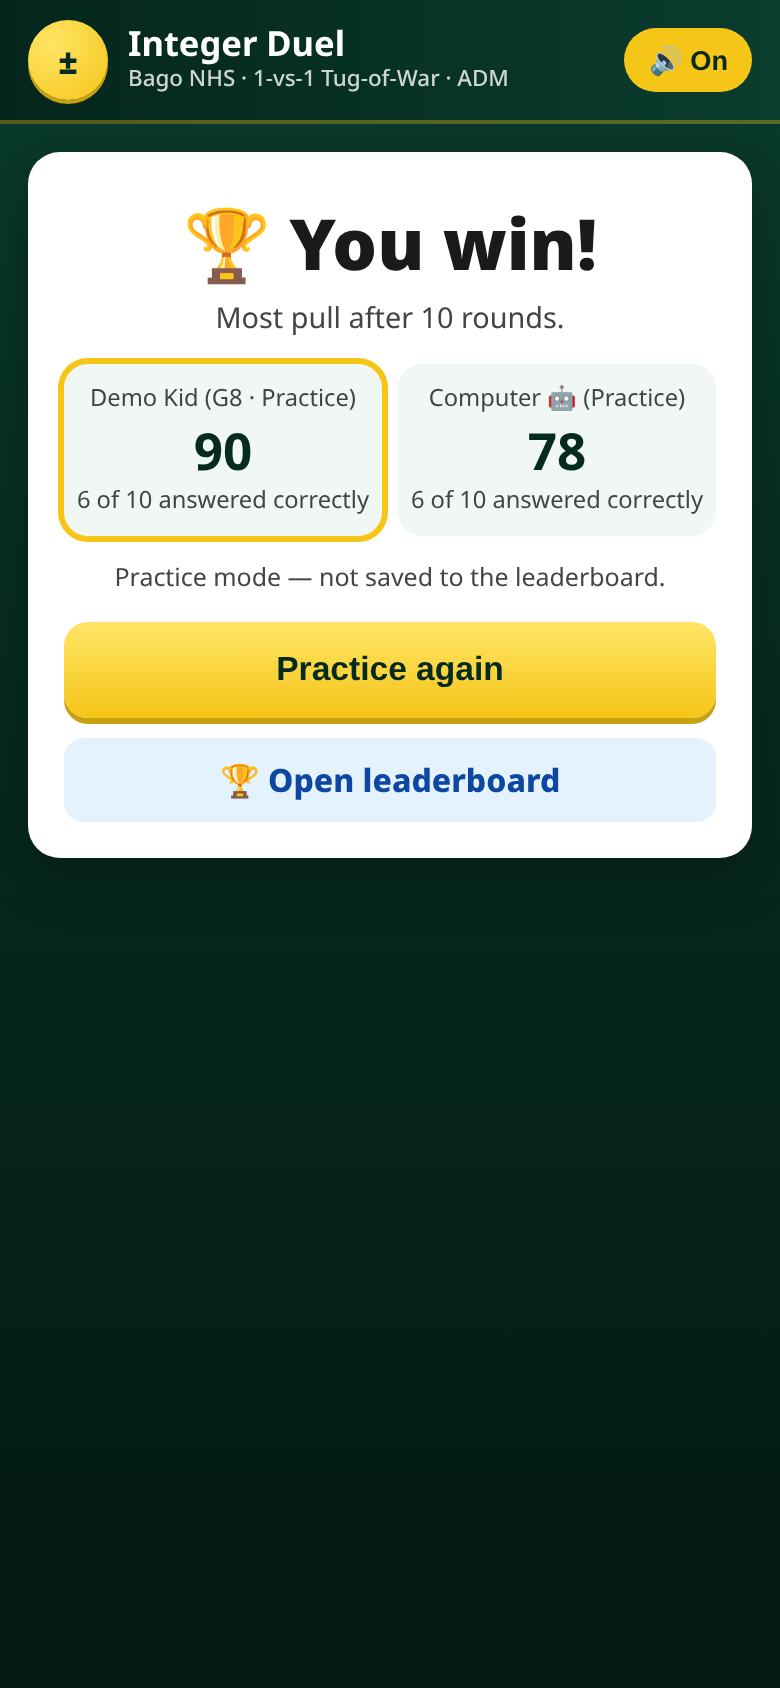 ±
Integer Duel
Bago NHS · 1-vs-1 Tug-of-War · ADM
🔊 On
🏆 You win!
Most pull after 10 rounds.
Demo Kid (G8 · Practice)
90
6 of 10 answered correctly
Computer 🤖 (Practice)
78
6 of 10 answered correctly
Practice mode — not saved to the leaderboard.
Practice again
🏆 Open leaderboard